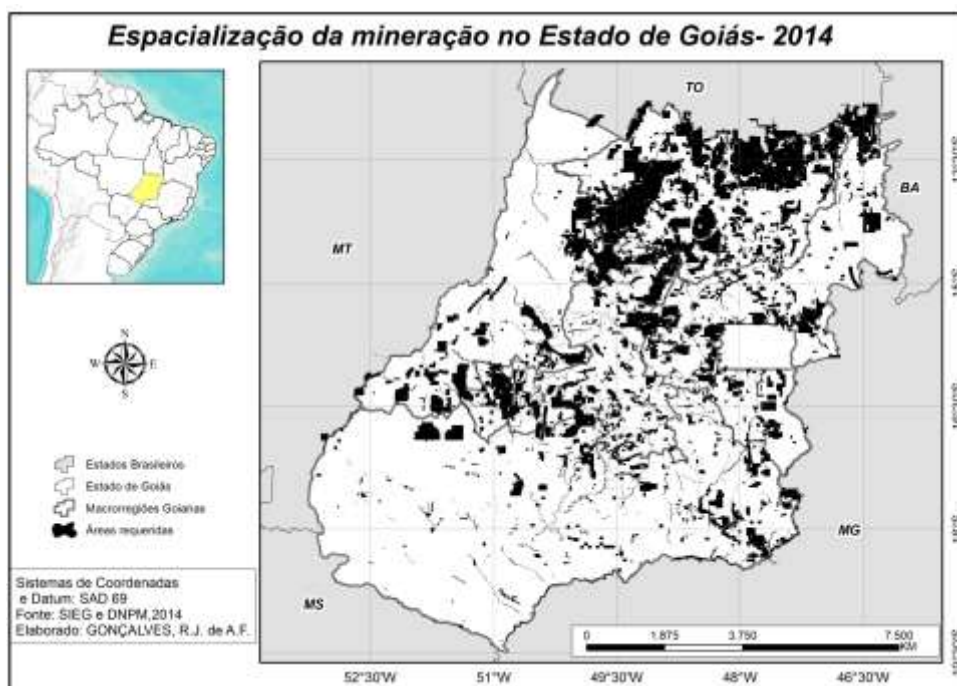 Espacialização da mineração no Estado de Goiás- 2014
TO
BA
MT
MG
MS
N
W E
S
Estados Brasileiros
Estado de Goiás
Macrorregiões Goianas
Áreas requeridas
Sistemas de Coordenadas
e Datum: SAD 69
Fonte: SIEG e DNPM,2014
Elaborado: GONÇALVES, R.J. de A.F.
0 1.875 3.750 7.500
KM
52°30'W 51°W 49°30'W 48°W 46°30'W
15°S
18°S